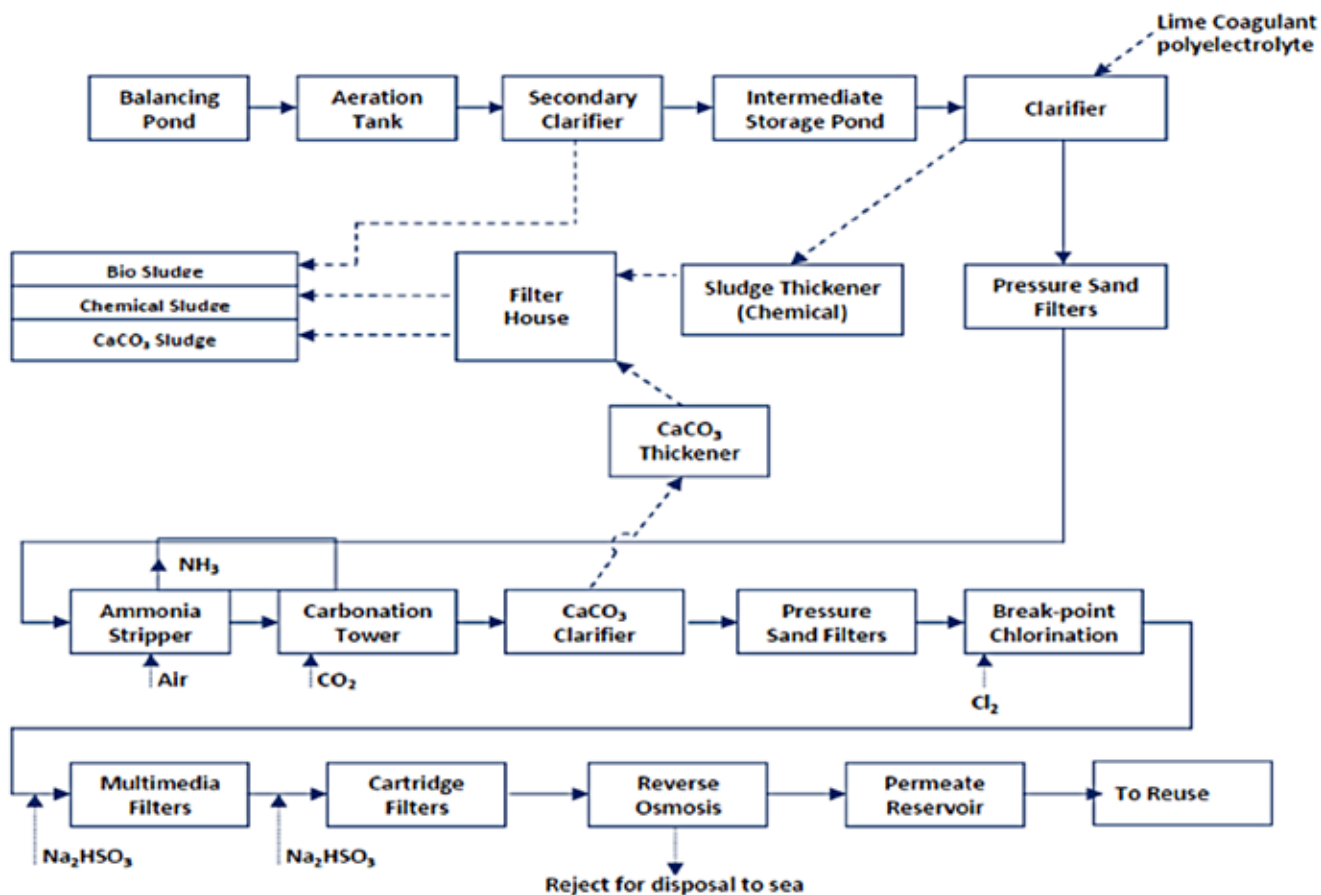 Lime Coagulant
polyelectrolyte
Balancing
Pond
Aeration
Tank
Secondary
Clarifier
Intermediate
Storage Pond
Clarifier
Bio Sludge
Chemical Sludge
CaCO₃ Sludge
Filter
House
Sludge Thickener
(Chemical)
Pressure Sand
Filters
CaCO₃
Thickener
NH₃
Ammonia
Stripper
Carbonation
Tower
CaCO₃
Clarifier
Pressure
Sand Filters
Break-point
Chlorination
Air
CO₂
Cl₂
Multimedia
Filters
Cartridge
Filters
Reverse
Osmosis
Permeate
Reservoir
To Reuse
Na₂HSO₃
Na₂HSO₃
Reject for disposal to sea